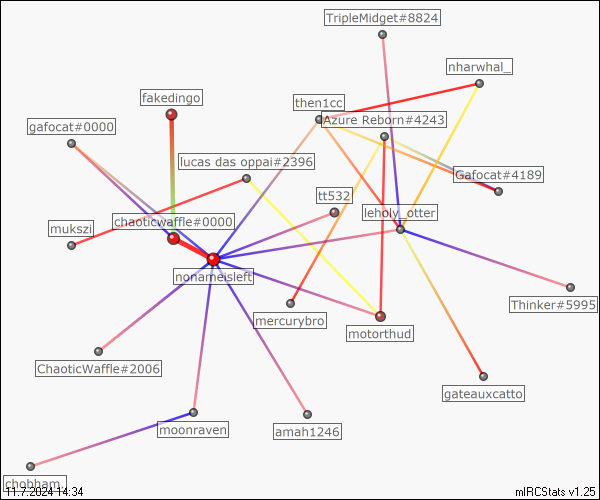 TripleMidget#8824
nharwhal_
fakedingo
then1cc
gafocat#0000
Azure Reborn#4243
lucas das oppai#2396
Gafocat#4189
tt532
leholy_otter
chaoticwaffle#0000
mukszi
nonameisleft
Thinker#5995
mercurybro
motorthud
ChaoticWaffle#2006
gateauxcatto
moonraven
amah1246
chobham_
11.7.2024 14:34
mIRCStats v1.25